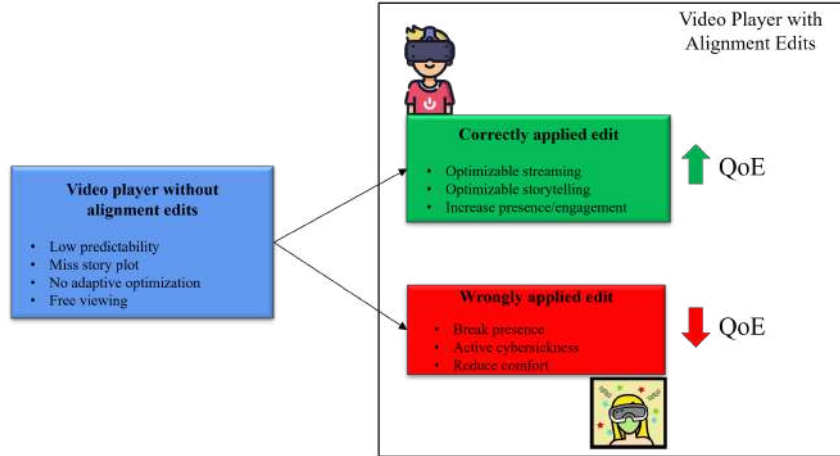 Video Player with
Alignment Edits
Video player without
alignment edits
• Low predictability
• Miss story plot
• No adaptive optimization
• Free viewing
Correctly applied edit
• Optimizable streaming
• Optimizable storytelling
• Increase presence/engagement
QoE
Wrongly applied edit
• Break presence
• Active cybersickness
• Reduce comfort
QoE